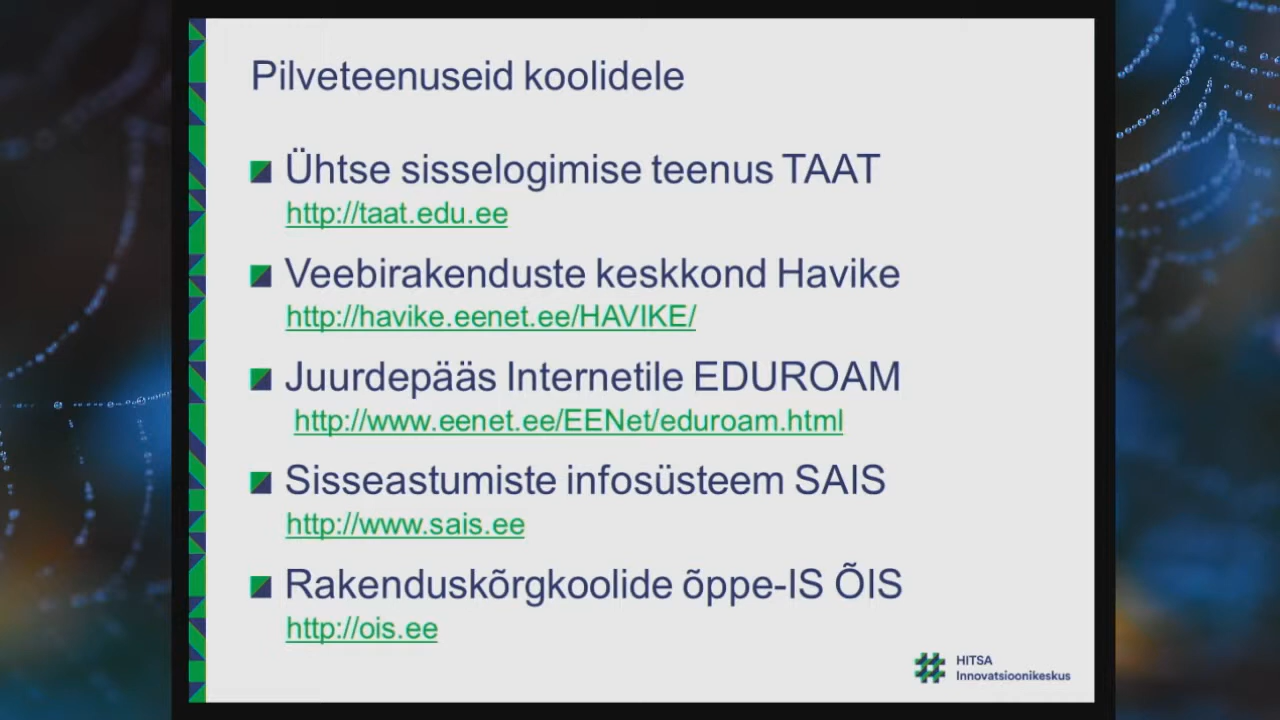 Pilveteenuseid koolidele
Ühtse sisselogimise teenus TAAT
http://taat.edu.ee
Veebirakenduste keskkond Havike
http://havike.eenet.ee/HAVIKE/
Juurdepääs Internetile EDUROAM
http://www.eenet.ee/EENet/eduroam.html
Sisseastumiste infosüsteem SAIS
http://www.sais.ee
Rakenduskõrgkoolide õppe-IS ÕIS
http://ois.ee
HITSA
Innovatsioonikeskus